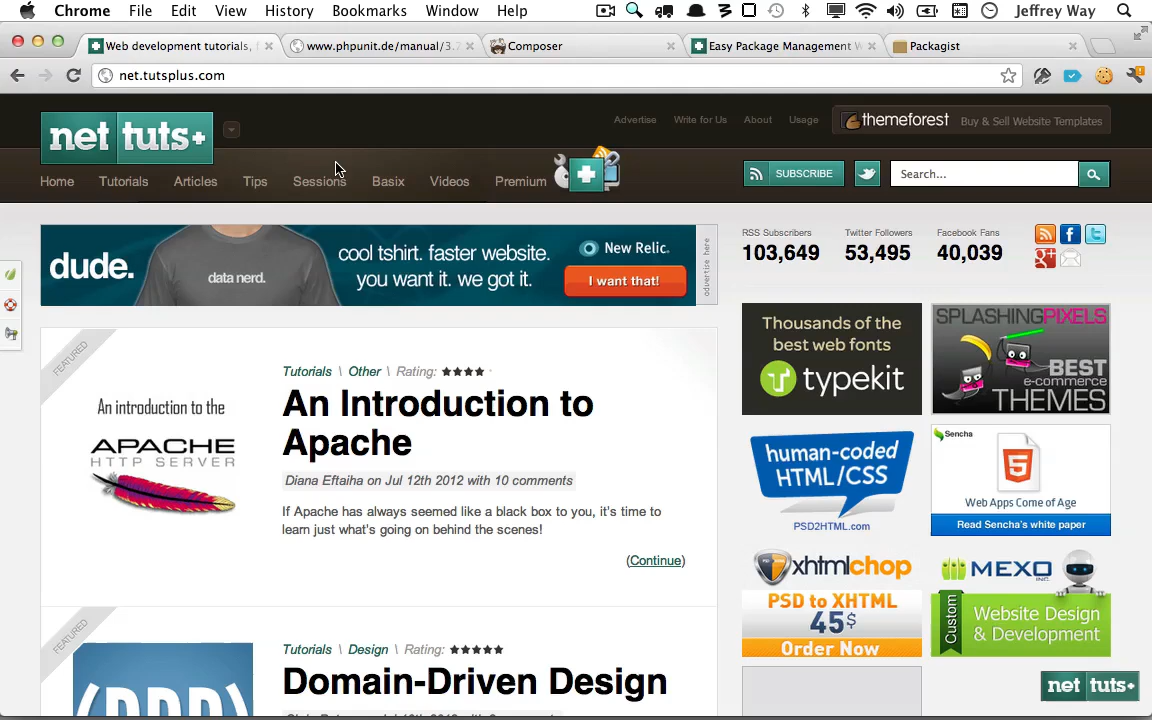 Chrome File Edit View History Bookmarks Window Help Jeffrey Way
Web development tutorials, www.phpunit.de/manual/3.7 Composer Easy Package Management W Packagist
net.tutsplus.com
Advertise Write for Us About Usage
themeforest Buy & Sell Website Templates
net tuts+
Home Tutorials Articles Tips Sessions Basix Videos Premium
SUBSCRIBE
Search...
dude.
data nerd.
cool tshirt. faster website.
you want it. we got it.
New Relic.
I want that!
advertise here
RSS Subscribers Twitter Followers Facebook Fans
103,649 53,495 40,039
FEATURED
An introduction to the
APACHE
HTTP SERVER
Tutorials \ Other \ Rating:
An Introduction to
Apache
Diana Eftaiha on Jul 12th 2012 with 10 comments
If Apache has always seemed like a black box to you, it's time to
learn just what's going on behind the scenes!
(Continue)
Thousands of the
best web fonts
typekit
SPLASHING PIXELS
BEST
e-commerce
THEMES
human-coded
HTML/CSS
PSD2HTML.com
Sencha
5
Web Apps Come of Age
Read Sencha's white paper
xhtmlchop
PSD to XHTML
45$
Order Now
MEXO INC.
Custom
Website Design
& Development
FEATURED
Tutorials \ Design \ Rating:
Domain-Driven Design
net tuts+